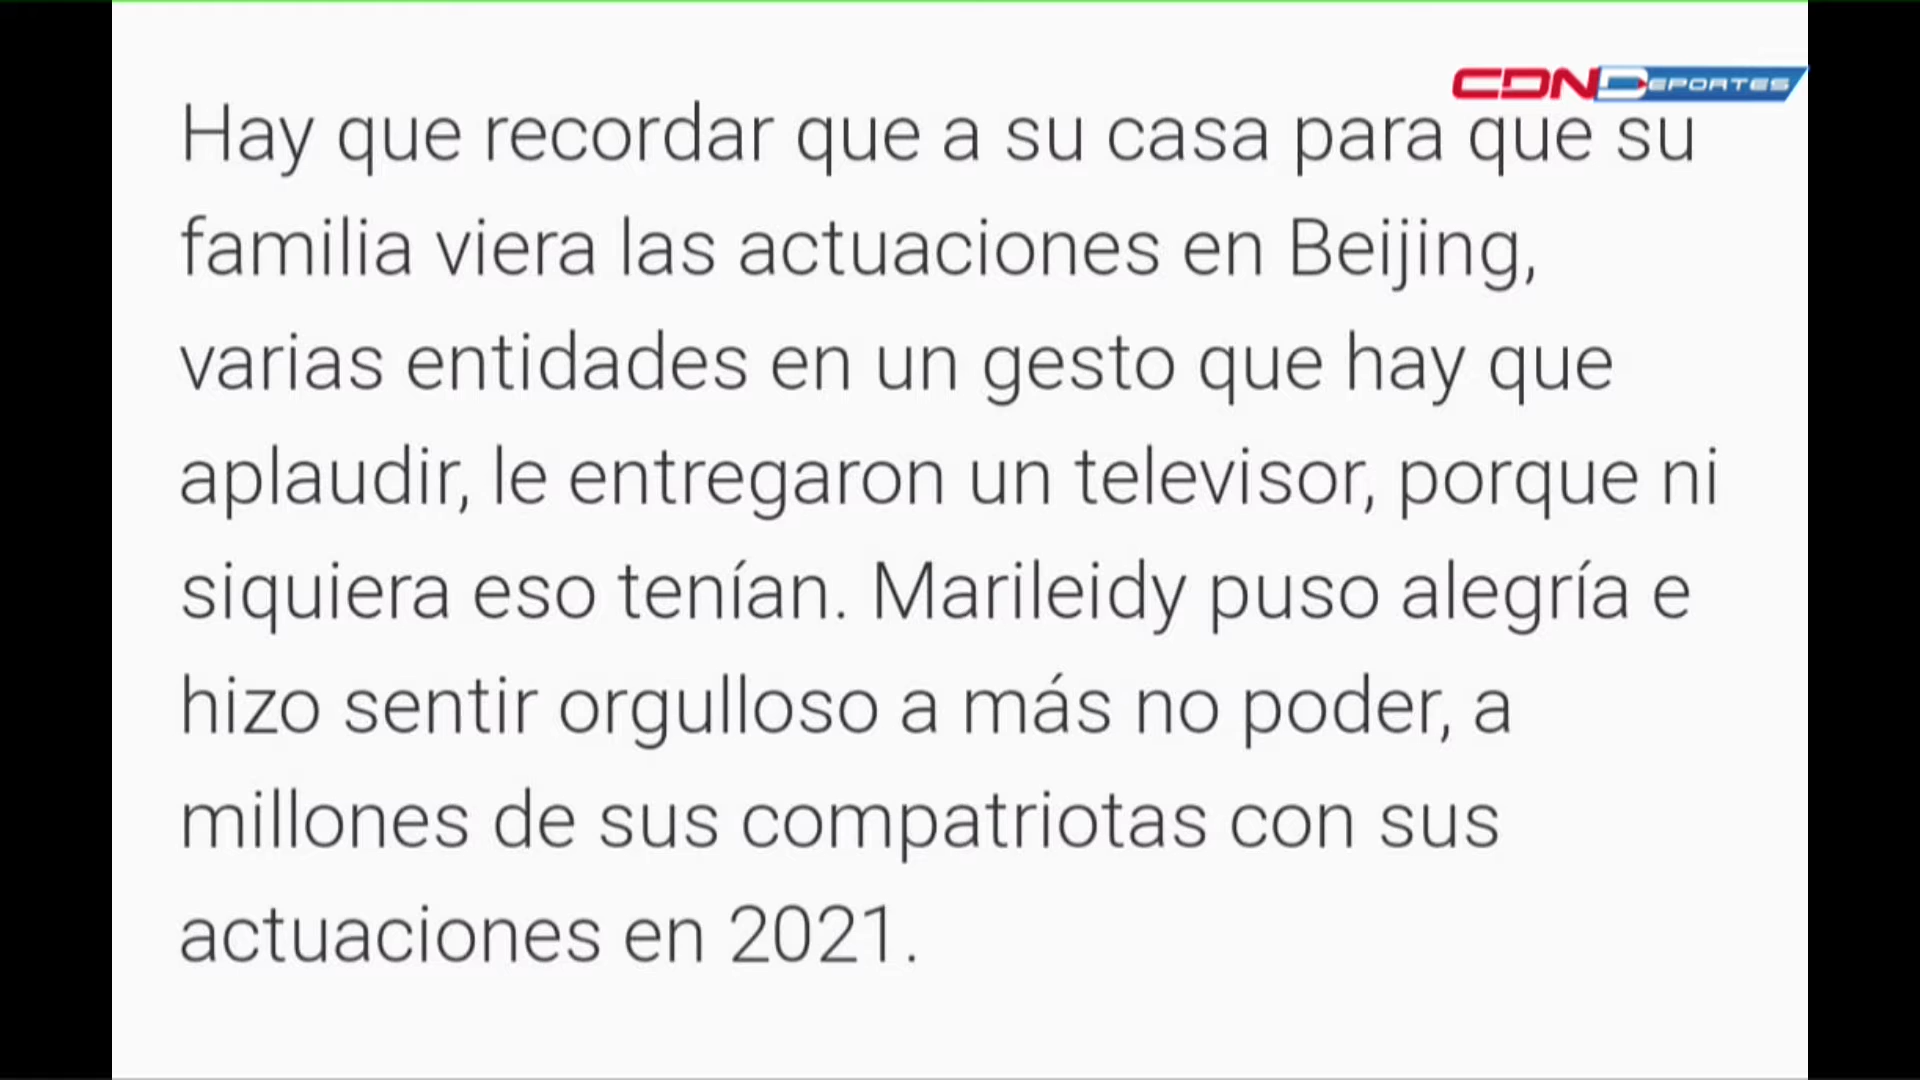 CDN DEPORTES
Hay que recordar que a su casa para que su
familia viera las actuaciones en Beijing,
varias entidades en un gesto que hay que
aplaudir, le entregaron un televisor, porque ni
siquiera eso tenían. Marileidy puso alegría e
hizo sentir orgulloso a más no poder, a
millones de sus compatriotas con sus
actuaciones en 2021.